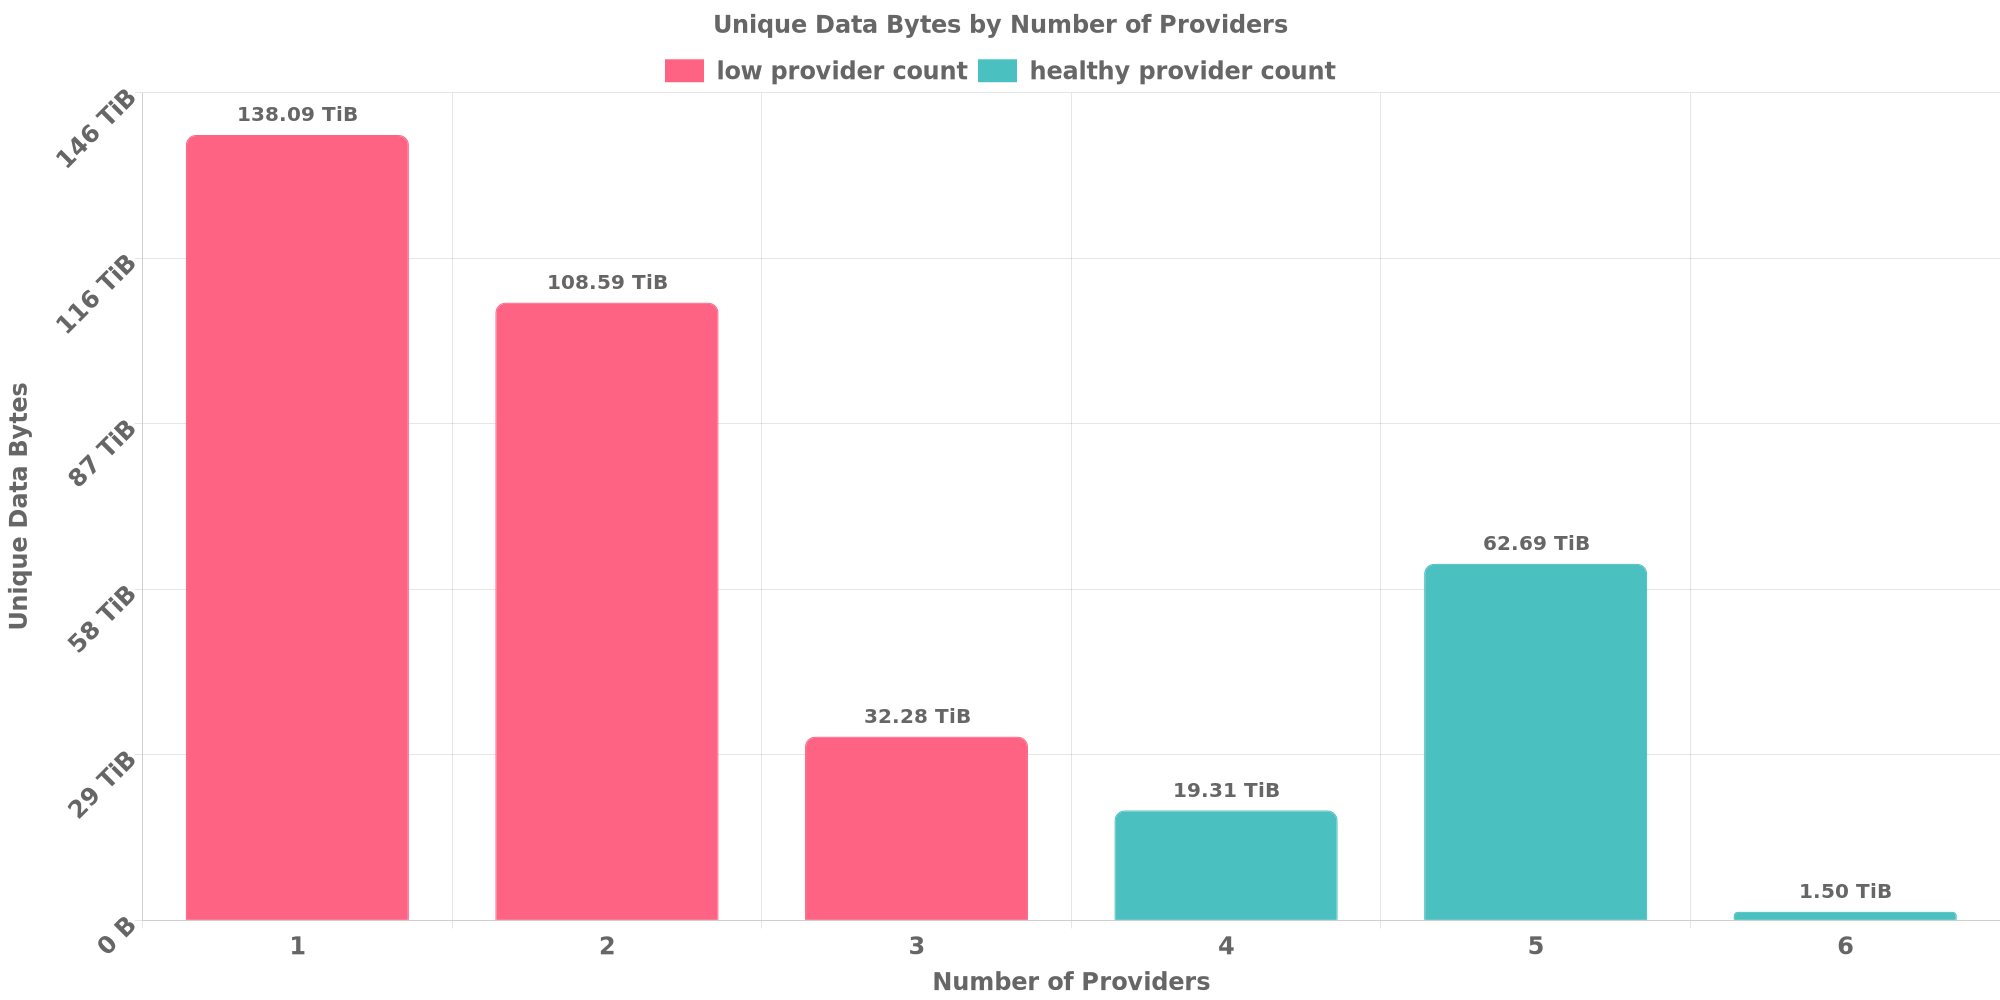 Unique Data Bytes by Number of Providers
low provider count healthy provider count
146 TiB
116 TiB
87 TiB
58 TiB
29 TiB
0 B
Unique Data Bytes
138.09 TiB
108.59 TiB
32.28 TiB
19.31 TiB
62.69 TiB
1.50 TiB
1 2 3 4 5 6
Number of Providers